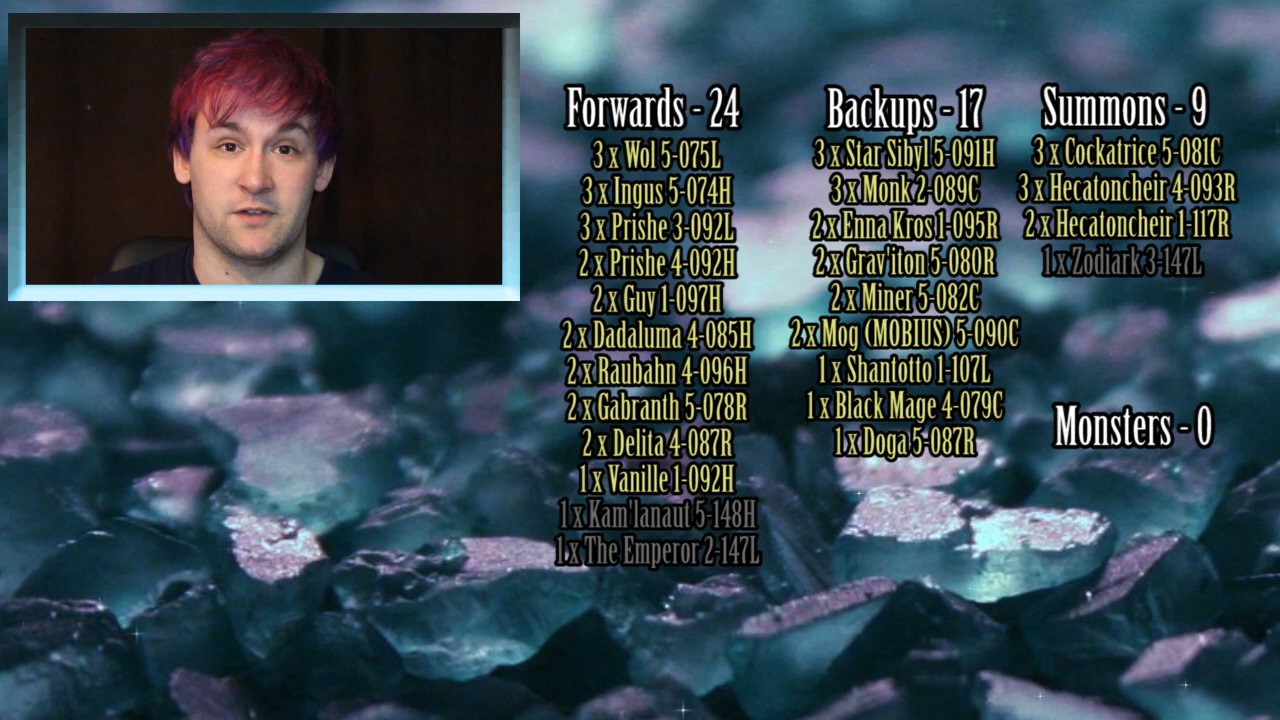 Forwards - 24
3 x Wol 5-075L
3 x Ingus 5-074H
3 x Prishe 3-092L
2 x Prishe 4-092H
2 x Guy 1-097H
2 x Dadaluma 4-085H
2 x Raubahn 4-096H
2 x Gabranth 5-078R
2 x Delita 4-087R
1 x Vanille 1-092H
1 x Kam'lanaut 5-148H
1 x The Emperor 2-147L
Backups - 17
3 x Star Sibyl 5-091H
3 x Monk 2-089C
2 x Enna Kros 1-095R
2 x Grav'iton 5-080R
2 x Miner 5-082C
2 x Mog (MOBIUS) 5-090C
1 x Shantotto 1-107L
1 x Black Mage 4-079C
1 x Doga 5-087R
Summons - 9
3 x Cockatrice 5-081C
3 x Hecatoncheir 4-093R
2 x Hecatoncheir 1-117R
1 x Zodiark 3-147L
Monsters - 0